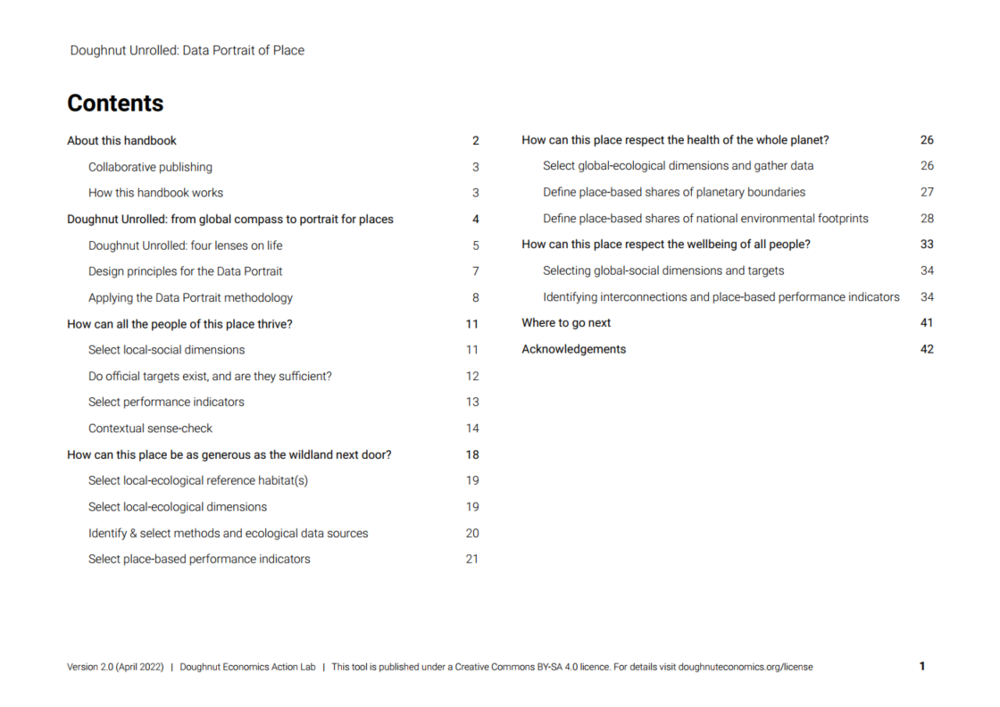 Doughnut Unrolled: Data Portrait of Place
Contents
About this handbook 2
Collaborative publishing 3
How this handbook works 3
Doughnut Unrolled: from global compass to portrait for places 4
Doughnut Unrolled: four lenses on life 5
Design principles for the Data Portrait 7
Applying the Data Portrait methodology 8
How can all the people of this place thrive? 11
Select local-social dimensions 11
Do official targets exist, and are they sufficient? 12
Select performance indicators 13
Contextual sense-check 14
How can this place be as generous as the wildland next door? 18
Select local-ecological reference habitat(s) 19
Select local-ecological dimensions 19
Identify & select methods and ecological data sources 20
Select place-based performance indicators 21
How can this place respect the health of the whole planet? 26
Select global-ecological dimensions and gather data 26
Define place-based shares of planetary boundaries 27
Define place-based shares of national environmental footprints 28
How can this place respect the wellbeing of all people? 33
Selecting global-social dimensions and targets 34
Identifying interconnections and place-based performance indicators 34
Where to go next 41
Acknowledgements 42
Version 2.0 (April 2022) | Doughnut Economics Action Lab | This tool is published under a Creative Commons BY-SA 4.0 licence. For details visit doughnuteconomics.org/license 1